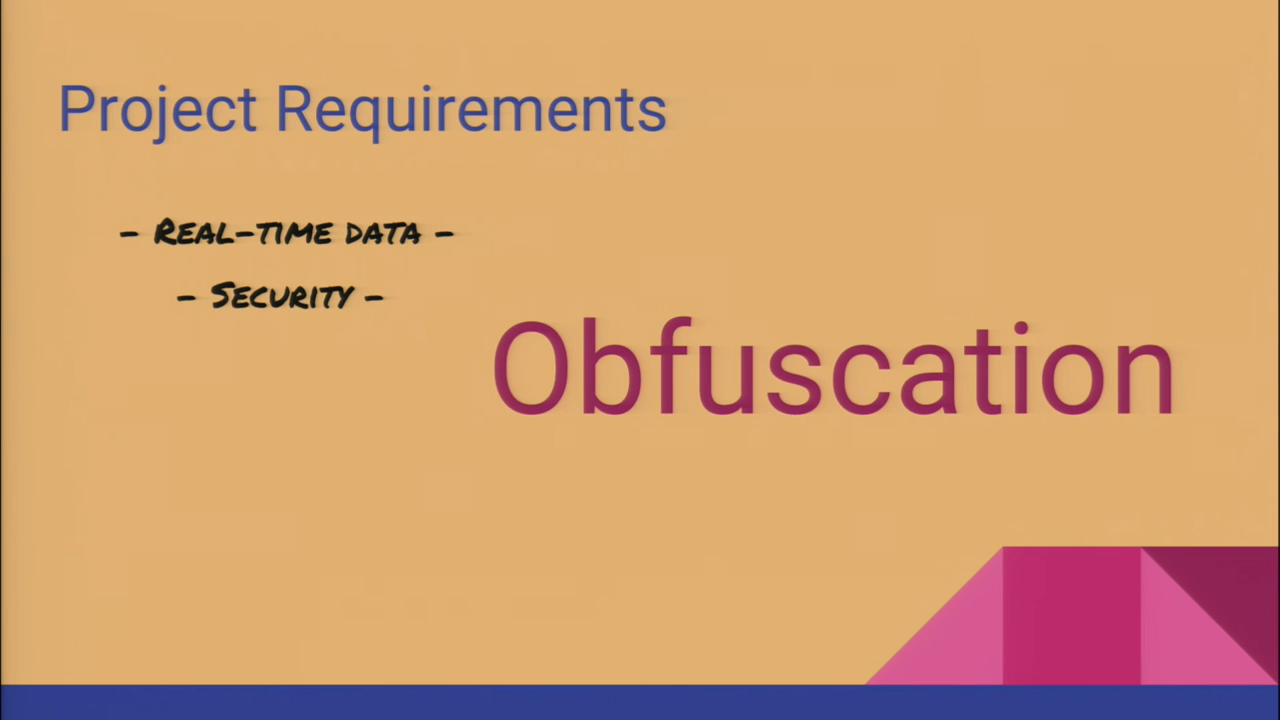 Project Requirements
- Real-time data -
- Security -
Obfuscation